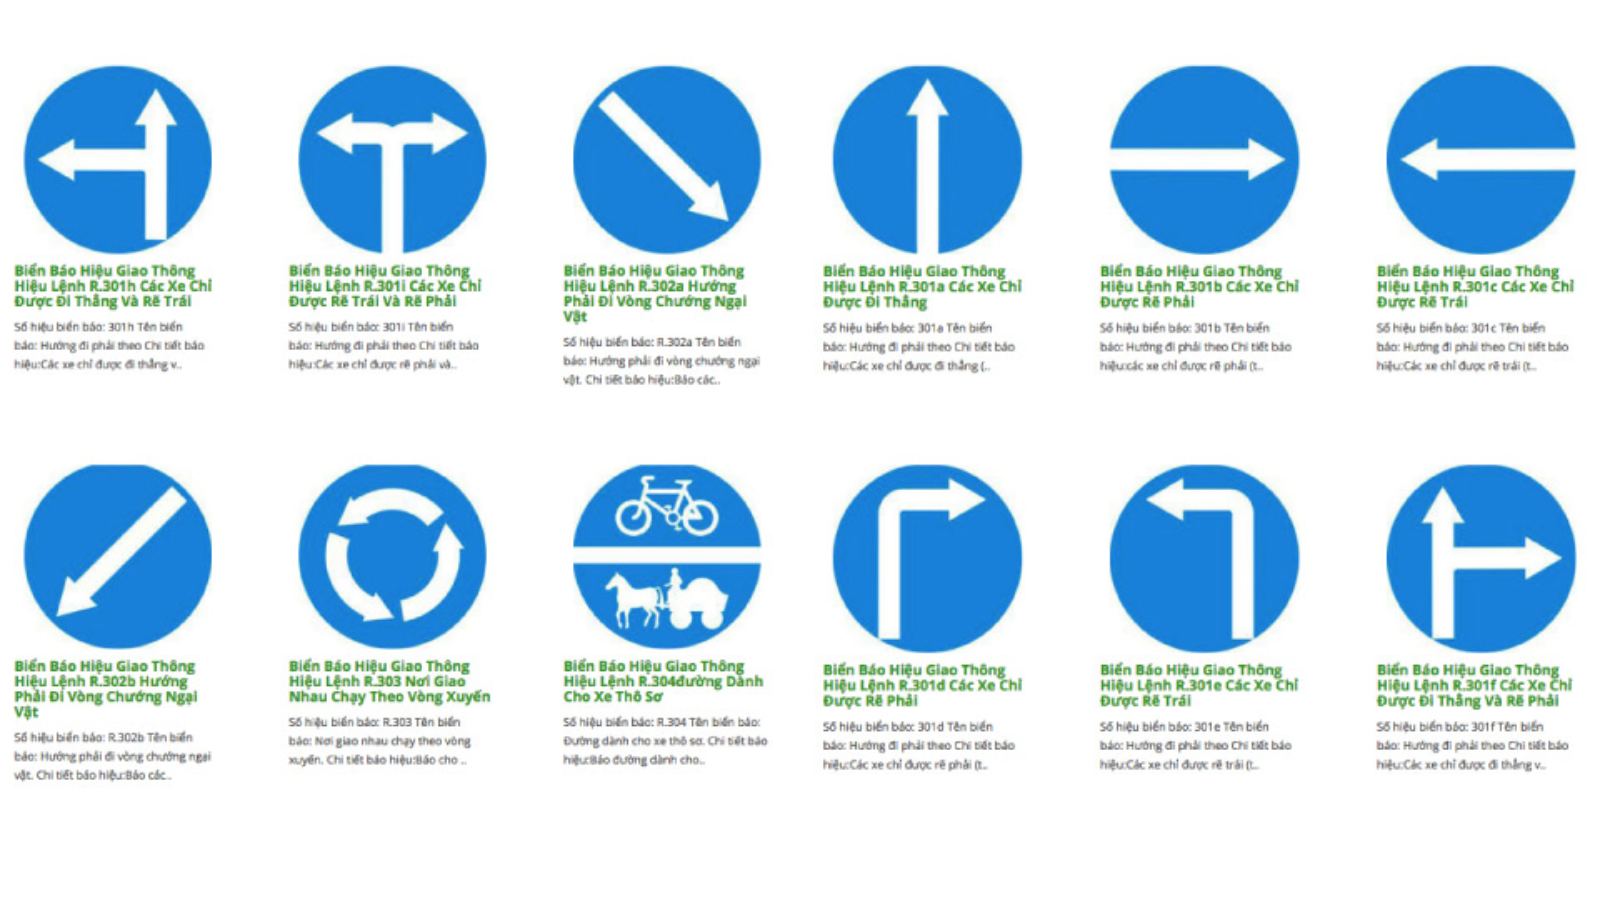 Biển Báo Hiệu Giao Thông
Hiệu Lệnh R.301h Các Xe Chỉ
Được Đi Thẳng Và Rẽ Trái
Số hiệu biển báo: 301h Tên biển
báo: Hướng đi phải theo Chi tiết báo
hiệu:Các xe chỉ được đi thẳng v..
Biển Báo Hiệu Giao Thông
Hiệu Lệnh R.301i Các Xe Chỉ
Được Rẽ Trái Và Rẽ Phải
Số hiệu biển báo: 301i Tên biển
báo: Hướng đi phải theo Chi tiết báo
hiệu:Các xe chỉ được rẽ phải và..
Biển Báo Hiệu Giao Thông
Hiệu Lệnh R.302a Hướng
Phải Đi Vòng Chướng Ngại
Vật
Số hiệu biển báo: R.302a Tên biển
báo: Hướng phải đi vòng chướng ngại
vật. Chi tiết báo hiệu:Báo các..
Biển Báo Hiệu Giao Thông
Hiệu Lệnh R.301a Các Xe Chỉ
Được Đi Thẳng
Số hiệu biển báo: 301a Tên biển
báo: Hướng đi phải theo Chi tiết báo
hiệu:Các xe chỉ được đi thẳng (..
Biển Báo Hiệu Giao Thông
Hiệu Lệnh R.301b Các Xe Chỉ
Được Rẽ Phải
Số hiệu biển báo: 301b Tên biển
báo: Hướng đi phải theo Chi tiết báo
hiệu:các xe chỉ được rẽ phải (t..
Biển Báo Hiệu Giao Thông
Hiệu Lệnh R.301c Các Xe Chỉ
Được Rẽ Trái
Số hiệu biển báo: 301c Tên biển
báo: Hướng đi phải theo Chi tiết báo
hiệu:Các xe chỉ được rẽ trái (t..
Biển Báo Hiệu Giao Thông
Hiệu Lệnh R.302b Hướng
Phải Đi Vòng Chướng Ngại
Vật
Số hiệu biển báo: R.302b Tên biển
báo: Hướng phải đi vòng chướng ngại
vật. Chi tiết báo hiệu:Báo các..
Biển Báo Hiệu Giao Thông
Hiệu Lệnh R.303 Nơi Giao
Nhau Chạy Theo Vòng Xuyến
Số hiệu biển báo: R.303 Tên biển
báo: Nơi giao nhau chạy theo vòng
xuyến. Chi tiết báo hiệu:Báo cho ..
Biển Báo Hiệu Giao Thông
Hiệu Lệnh R.304đường Dành
Cho Xe Thô Sơ
Số hiệu biển báo: R.304 Tên biển báo:
Đường dành cho xe thô sơ. Chi tiết báo
hiệu:Báo đường dành cho..
Biển Báo Hiệu Giao Thông
Hiệu Lệnh R.301d Các Xe Chỉ
Được Rẽ Phải
Số hiệu biển báo: 301d Tên biển
báo: Hướng đi phải theo Chi tiết báo
hiệu:Các xe chỉ được rẽ phải (t..
Biển Báo Hiệu Giao Thông
Hiệu Lệnh R.301e Các Xe Chỉ
Được Rẽ Trái
Số hiệu biển báo: 301e Tên biển
báo: Hướng đi phải theo Chi tiết báo
hiệu:Các xe chỉ được rẽ trái (t..
Biển Báo Hiệu Giao Thông
Hiệu Lệnh R.301f Các Xe Chỉ
Được Đi Thẳng Và Rẽ Phải
Số hiệu biển báo: 301f Tên biển
báo: Hướng đi phải theo Chi tiết báo
hiệu:Các xe chỉ được đi thẳng v..